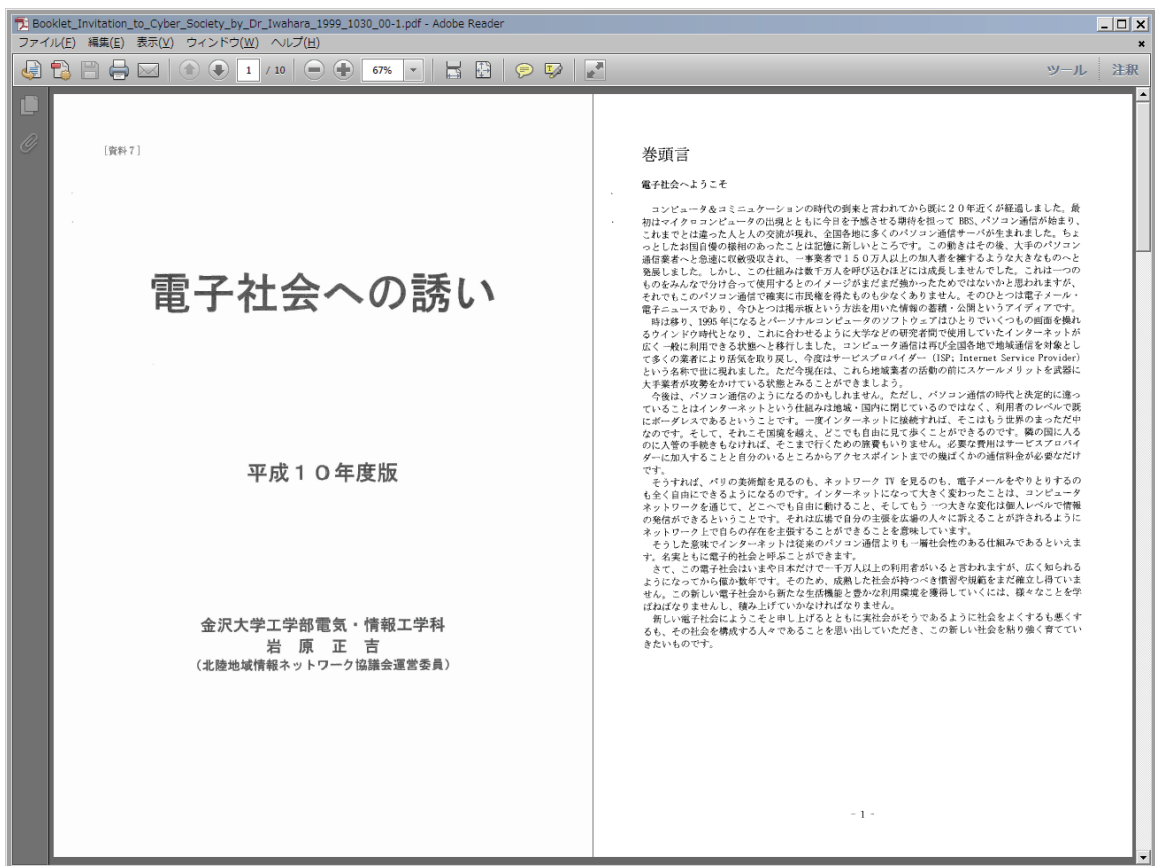 Booklet_Invitation_to_Cyber_Society_by_Dr_Iwahara_1999_1030_00-1.pdf - Adobe Reader
ファイル(F) 編集(E) 表示(V) ウィンドウ(W) ヘルプ(H)
1 / 10 67% ツール 注釈
[資料7]
電子社会への誘い
平成10年度版
金沢大学工学部電気・情報工学科
岩原正吉
(北陸地域情報ネットワーク協議会運営委員)
巻頭言
電子社会へようこそ
コンピュータ&コミニュケーションの時代の到来と言われてから既に20年近くが経過しました。最
初はマイクロコンピュータの出現とともに今日を予感させる期待を担って BBS、パソコン通信が始まり、
これまでとは違った人と人の交流が現れ、全国各地に多くのパソコン通信サーバが生まれました。ちょ
っとしたお国自慢の様相のあったことは記憶に新しいところです。この動きはその後、大手のパソコン
通信業者へと急速に収斂吸収され、一事業者で150万人以上の加入者を擁するような大きなものへと
発展しました。しかし、この仕組みは数千万人を呼び込むほどには成長しませんでした。これは一つの
ものをみんなで分け合って使用するとのイメージがまだまだ強かったためではないかと思われますが、
それでもこのパソコン通信で確実に市民権を得たものも少なくありません。そのひとつは電子メール・
電子ニュースであり、今ひとつは掲示板という方法を用いた情報の蓄積・公開というアイディアです。
時は移り、1995 年になるとパーソナルコンピュータのソフトウェアはひとりでいくつもの画面を操れ
るウインドウ時代となり、これに合わせるように大学などの研究者間で使用していたインターネットが
広く一般に利用できる状態へと移行しました。コンピュータ通信は再び全国各地で地域通信を対象とし
て多くの業者により活気を取り戻し、今度はサービスプロバイダー (ISP; Internet Service Provider)
という名称で世に現れました。ただ今現在は、これら地域業者の活動の前にスケールメリットを武器に
大手業者が攻勢をかけている状態とみることができましよう。
今後は、パソコン通信のようになるのかもしれません。ただし、パソコン通信の時代と決定的に違っ
ていることはインターネットという仕組みは地域・国内に閉じているのではなく、利用者のレベルで既
にボーダレスであるということです。一度インターネットに接続すれば、そこはもう世界のまっただ中
なのです。そして、それこそ国境を越え、どこでも自由に見て歩くことができるのです。隣の国に入る
のに入管の手続きもなければ、そこまで行くための旅費もいりません。必要な費用はサービスプロバイ
ダーに加入することと自分のいるところからアクセスポイントまでの幾ばくかの通信料金が必要なだけ
です。
そうすれば、パリの美術館を見るのも、ネットワーク TV を見るのも、電子メールをやりとりするの
も全く自由にできるようになるのです。インターネットになって大きく変わったことは、コンピュータ
ネットワークを通じて、どこへでも自由に動けること、そしてもう一つ大きな変化は個人レベルで情報
の発信ができるということです。それは広場で自分の主張を広場の人々に訴えることが許されるように
ネットワーク上で自らの存在を主張することができることを意味しています。
そうした意味でインターネットは従来のパソコン通信よりも一層社会性のある仕組みであるといえま
す。名実ともに電子的社会と呼ぶことができます。
さて、この電子社会はいまや日本だけで一千万人以上の利用者がいると言われますが、広く知られる
ようになってから僅か数年です。そのため、成熟した社会が持つべき慣習や規範をまだ確立し得ていま
せん。この新しい電子社会から新たな生活機能と豊かな利用環境を獲得していくには、様々なことを学
ばねばなりませんし、積み上げていかなければなりません。
新しい電子社会にようこそと申し上げるとともに実社会がそうであるように社会をよくするも悪くす
るも、その社会を構成する人々であることを思い出していただき、この新しい社会を粘り強く育ててい
きたいものです。
- 1 -